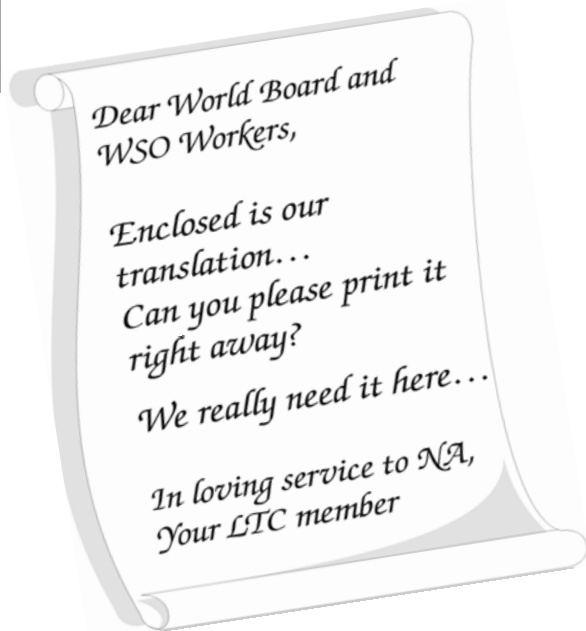 Dear World Board and
WSO Workers,
Enclosed is our
translation...
Can you please print it
right away?
We really need it here...
In loving service to NA,
Your LTC member